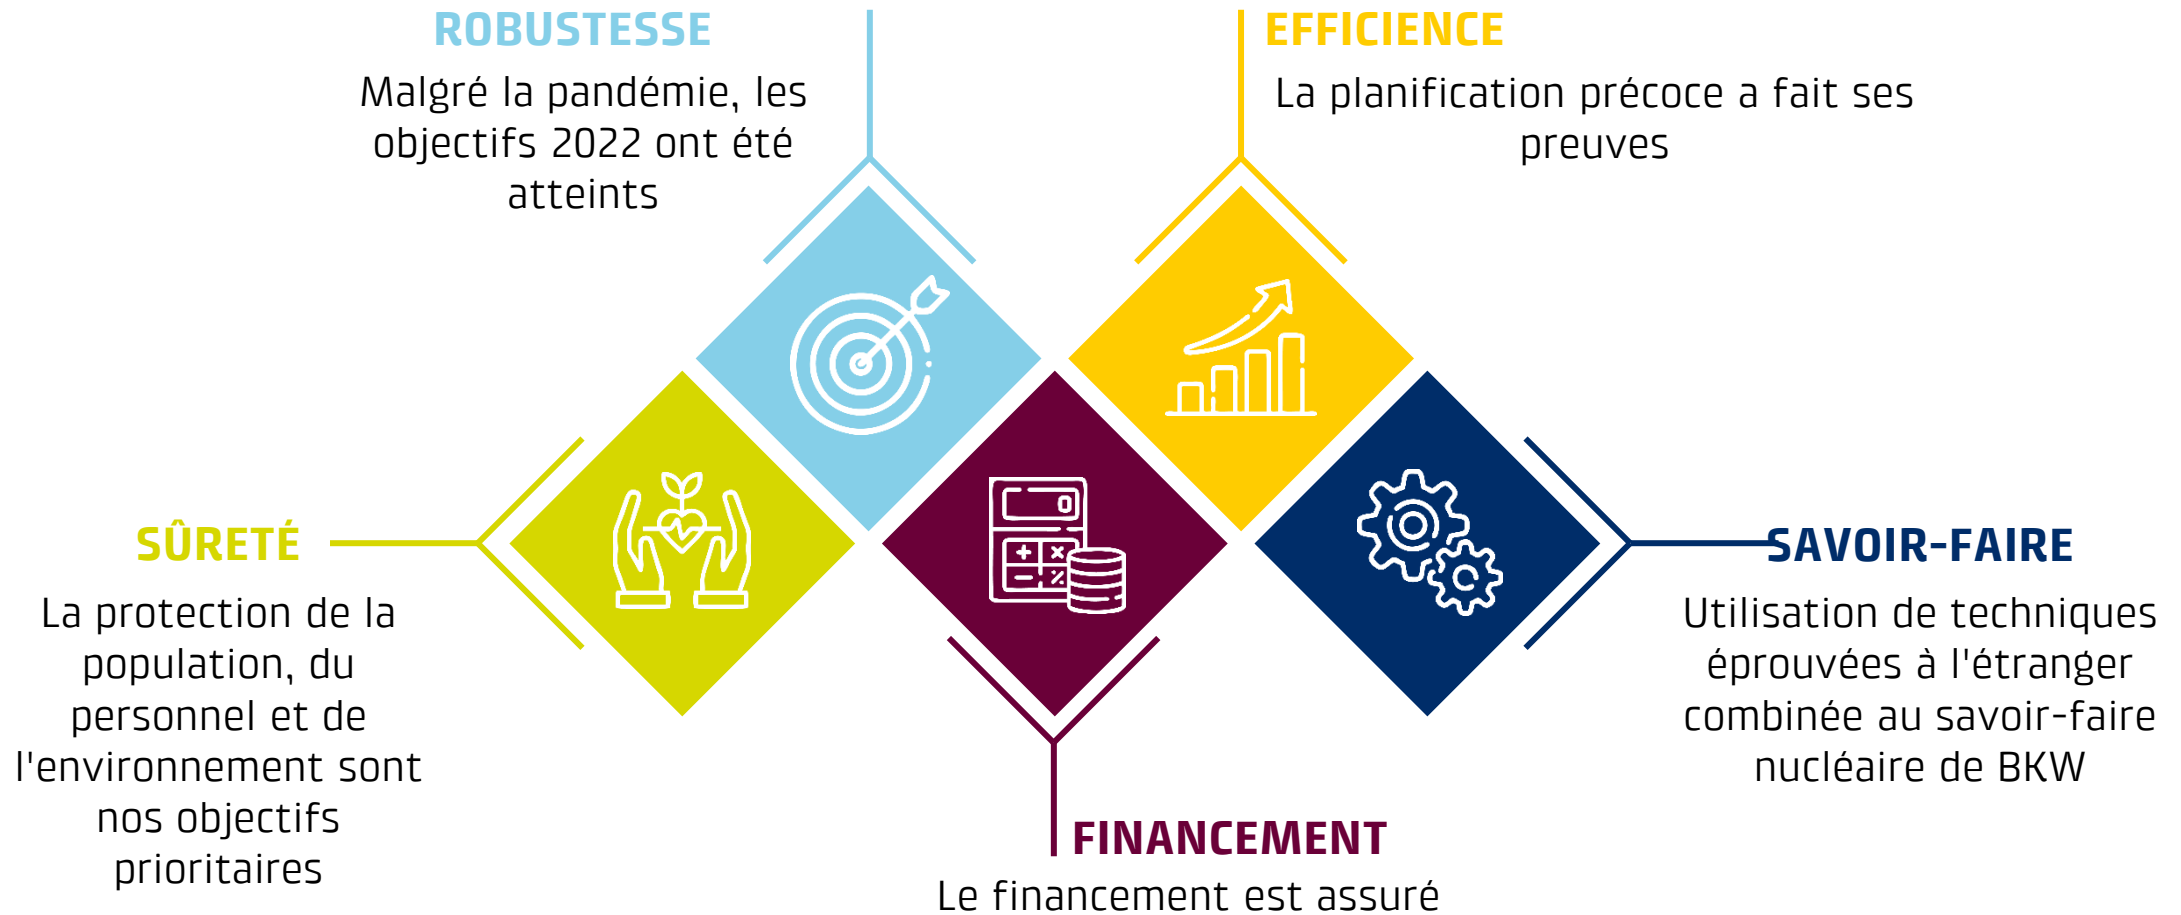 ROBUSTESSE
Malgré la pandémie, les
objectifs 2022 ont été
atteints
EFFICIENCE
La planification précoce a fait ses
preuves
SÛRETÉ
La protection de la
population, du
personnel et de
l'environnement sont
nos objectifs
prioritaires
0
+ ×
- %
FINANCEMENT
Le financement est assuré
SAVOIR-FAIRE
Utilisation de techniques
éprouvées à l'étranger
combinée au savoir-faire
nucléaire de BKW